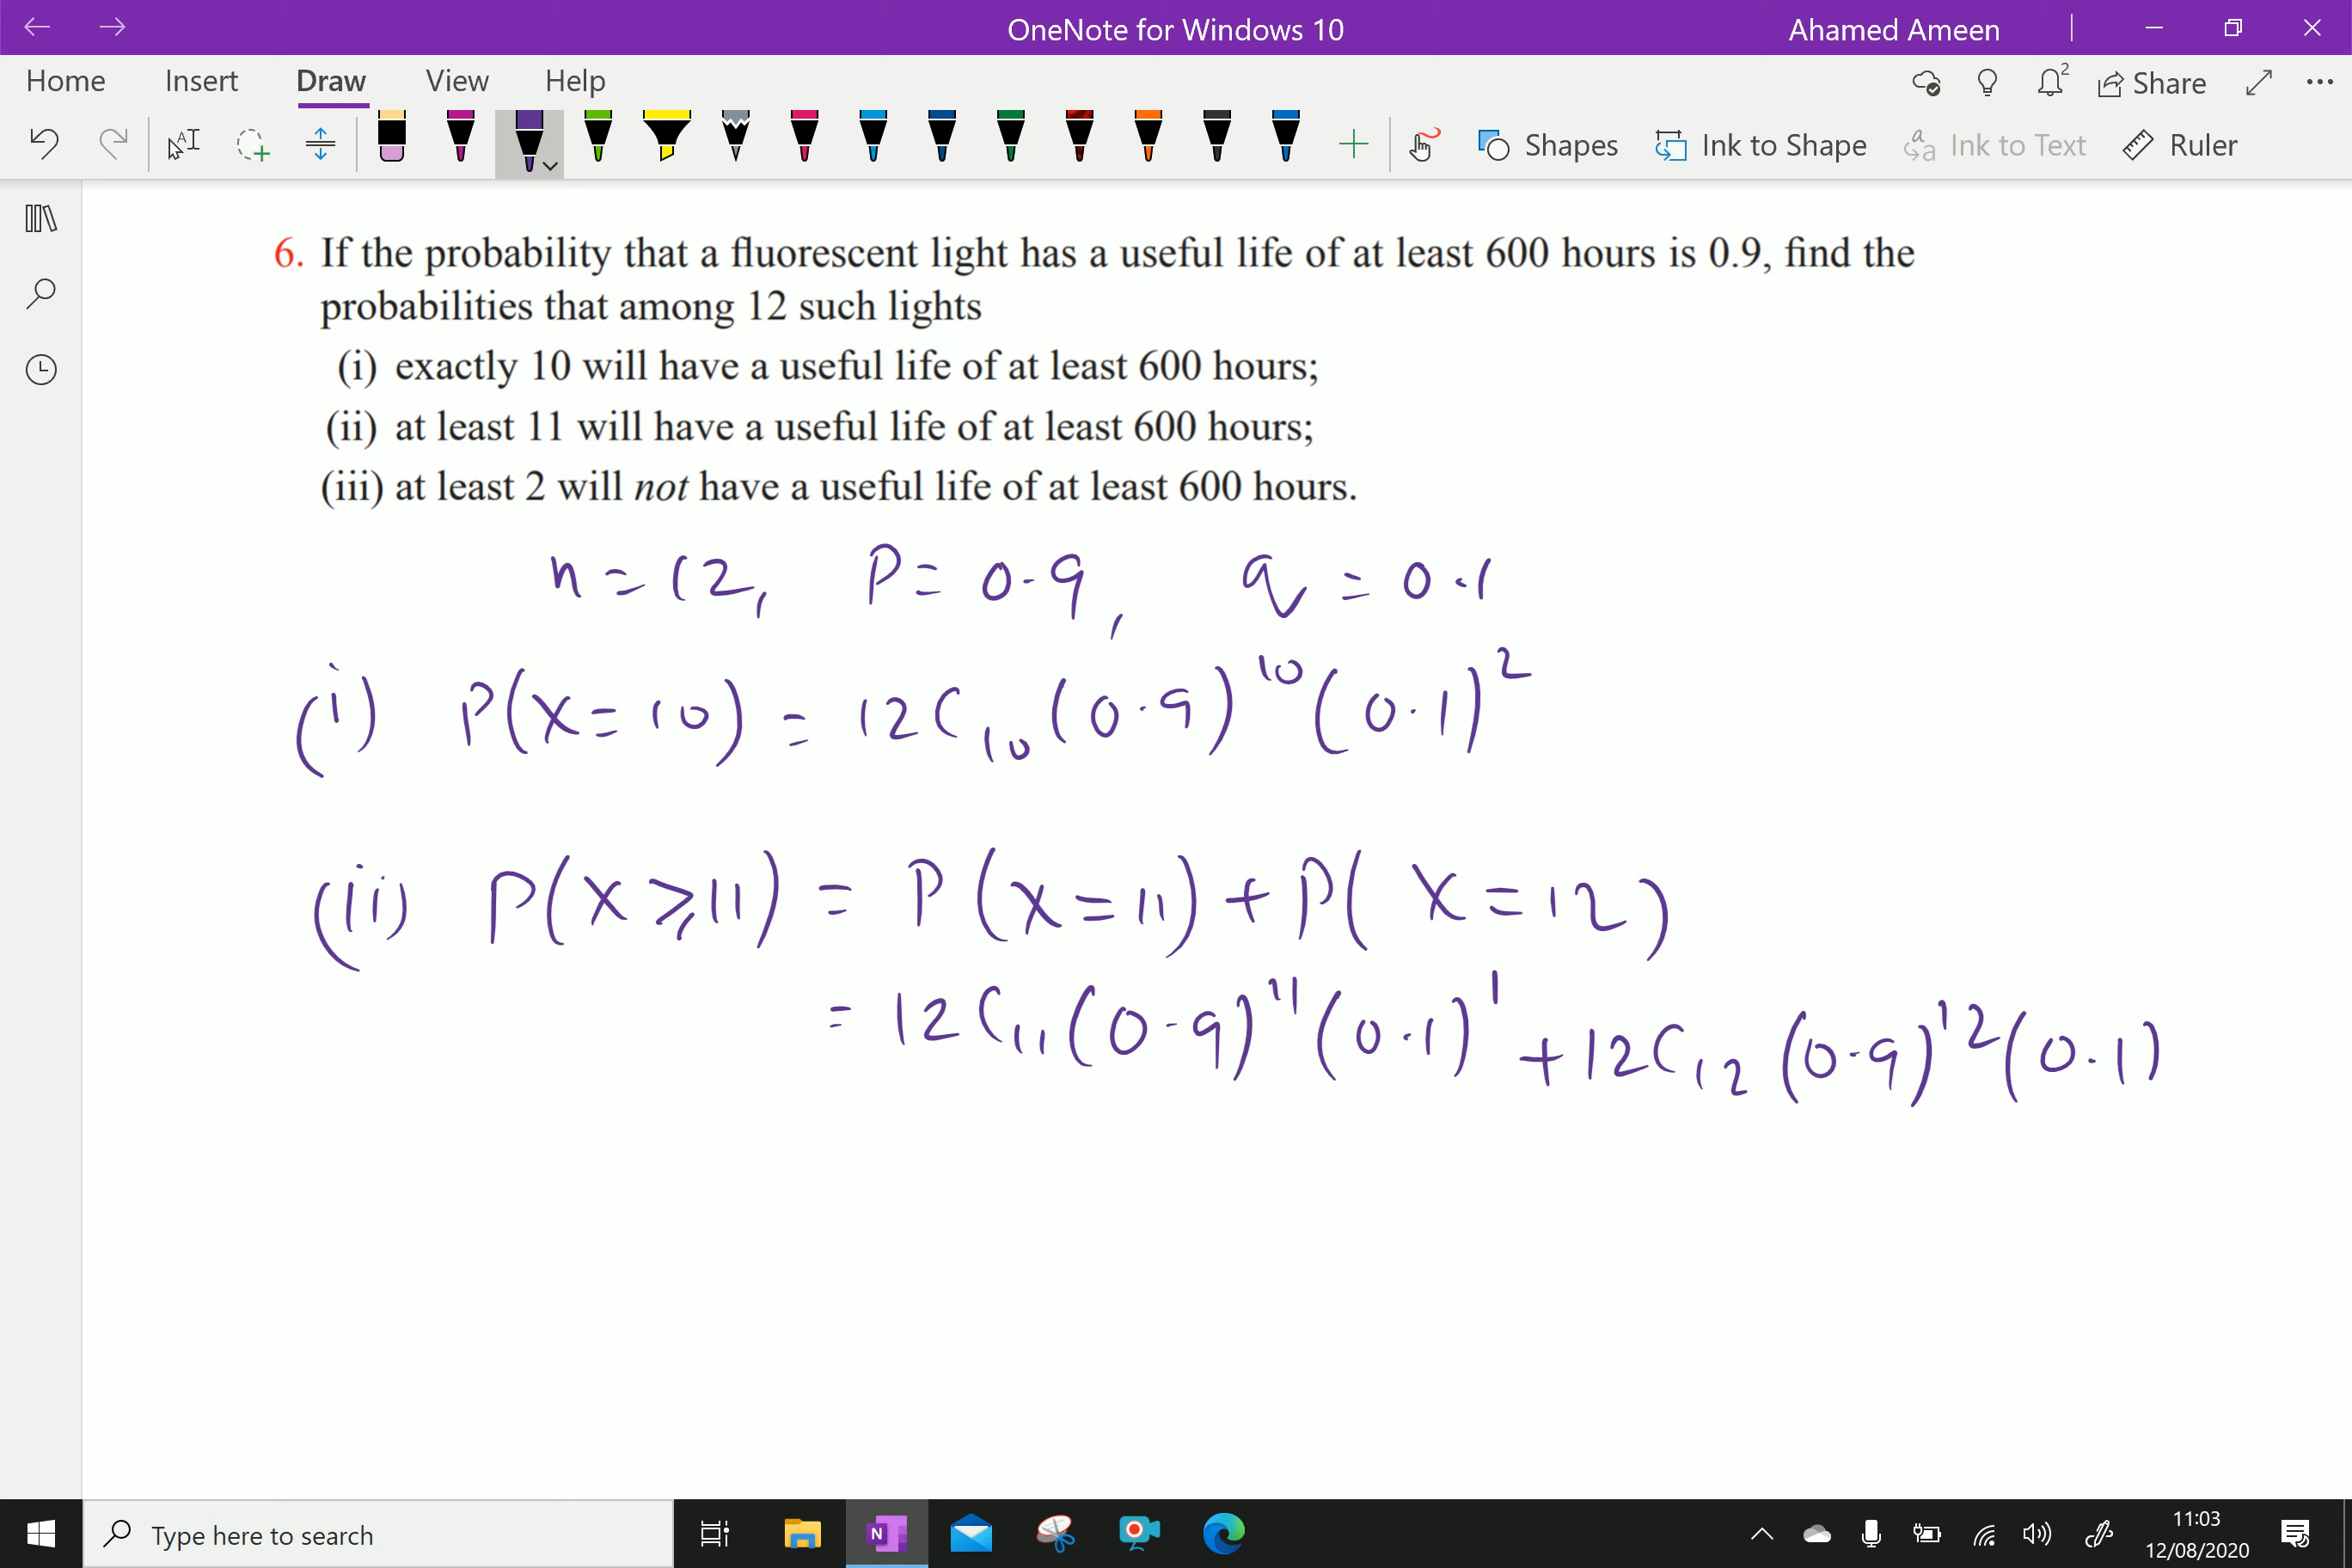 OneNote for Windows 10 Ahamed Ameen
Home Insert Draw View Help 2 Share
Shapes Ink to Shape Ink to Text Ruler
6. If the probability that a fluorescent light has a useful life of at least 600 hours is 0.9, find the
probabilities that among 12 such lights
(i) exactly 10 will have a useful life of at least 600 hours;
(ii) at least 11 will have a useful life of at least 600 hours;
(iii) at least 2 will not have a useful life of at least 600 hours.
n = 12, P = 0.9, q = 0.1
(i) P(X = 10) = 12C₁₀ (0.9)¹⁰ (0.1)²
(ii) P(X ≥ 11) = P(X = 11) + P(X = 12)
= 12C₁₁ (0.9)¹¹ (0.1)¹ + 12C₁₂ (0.9)¹² (0.1)
Type here to search
N
11:03
12/08/2020